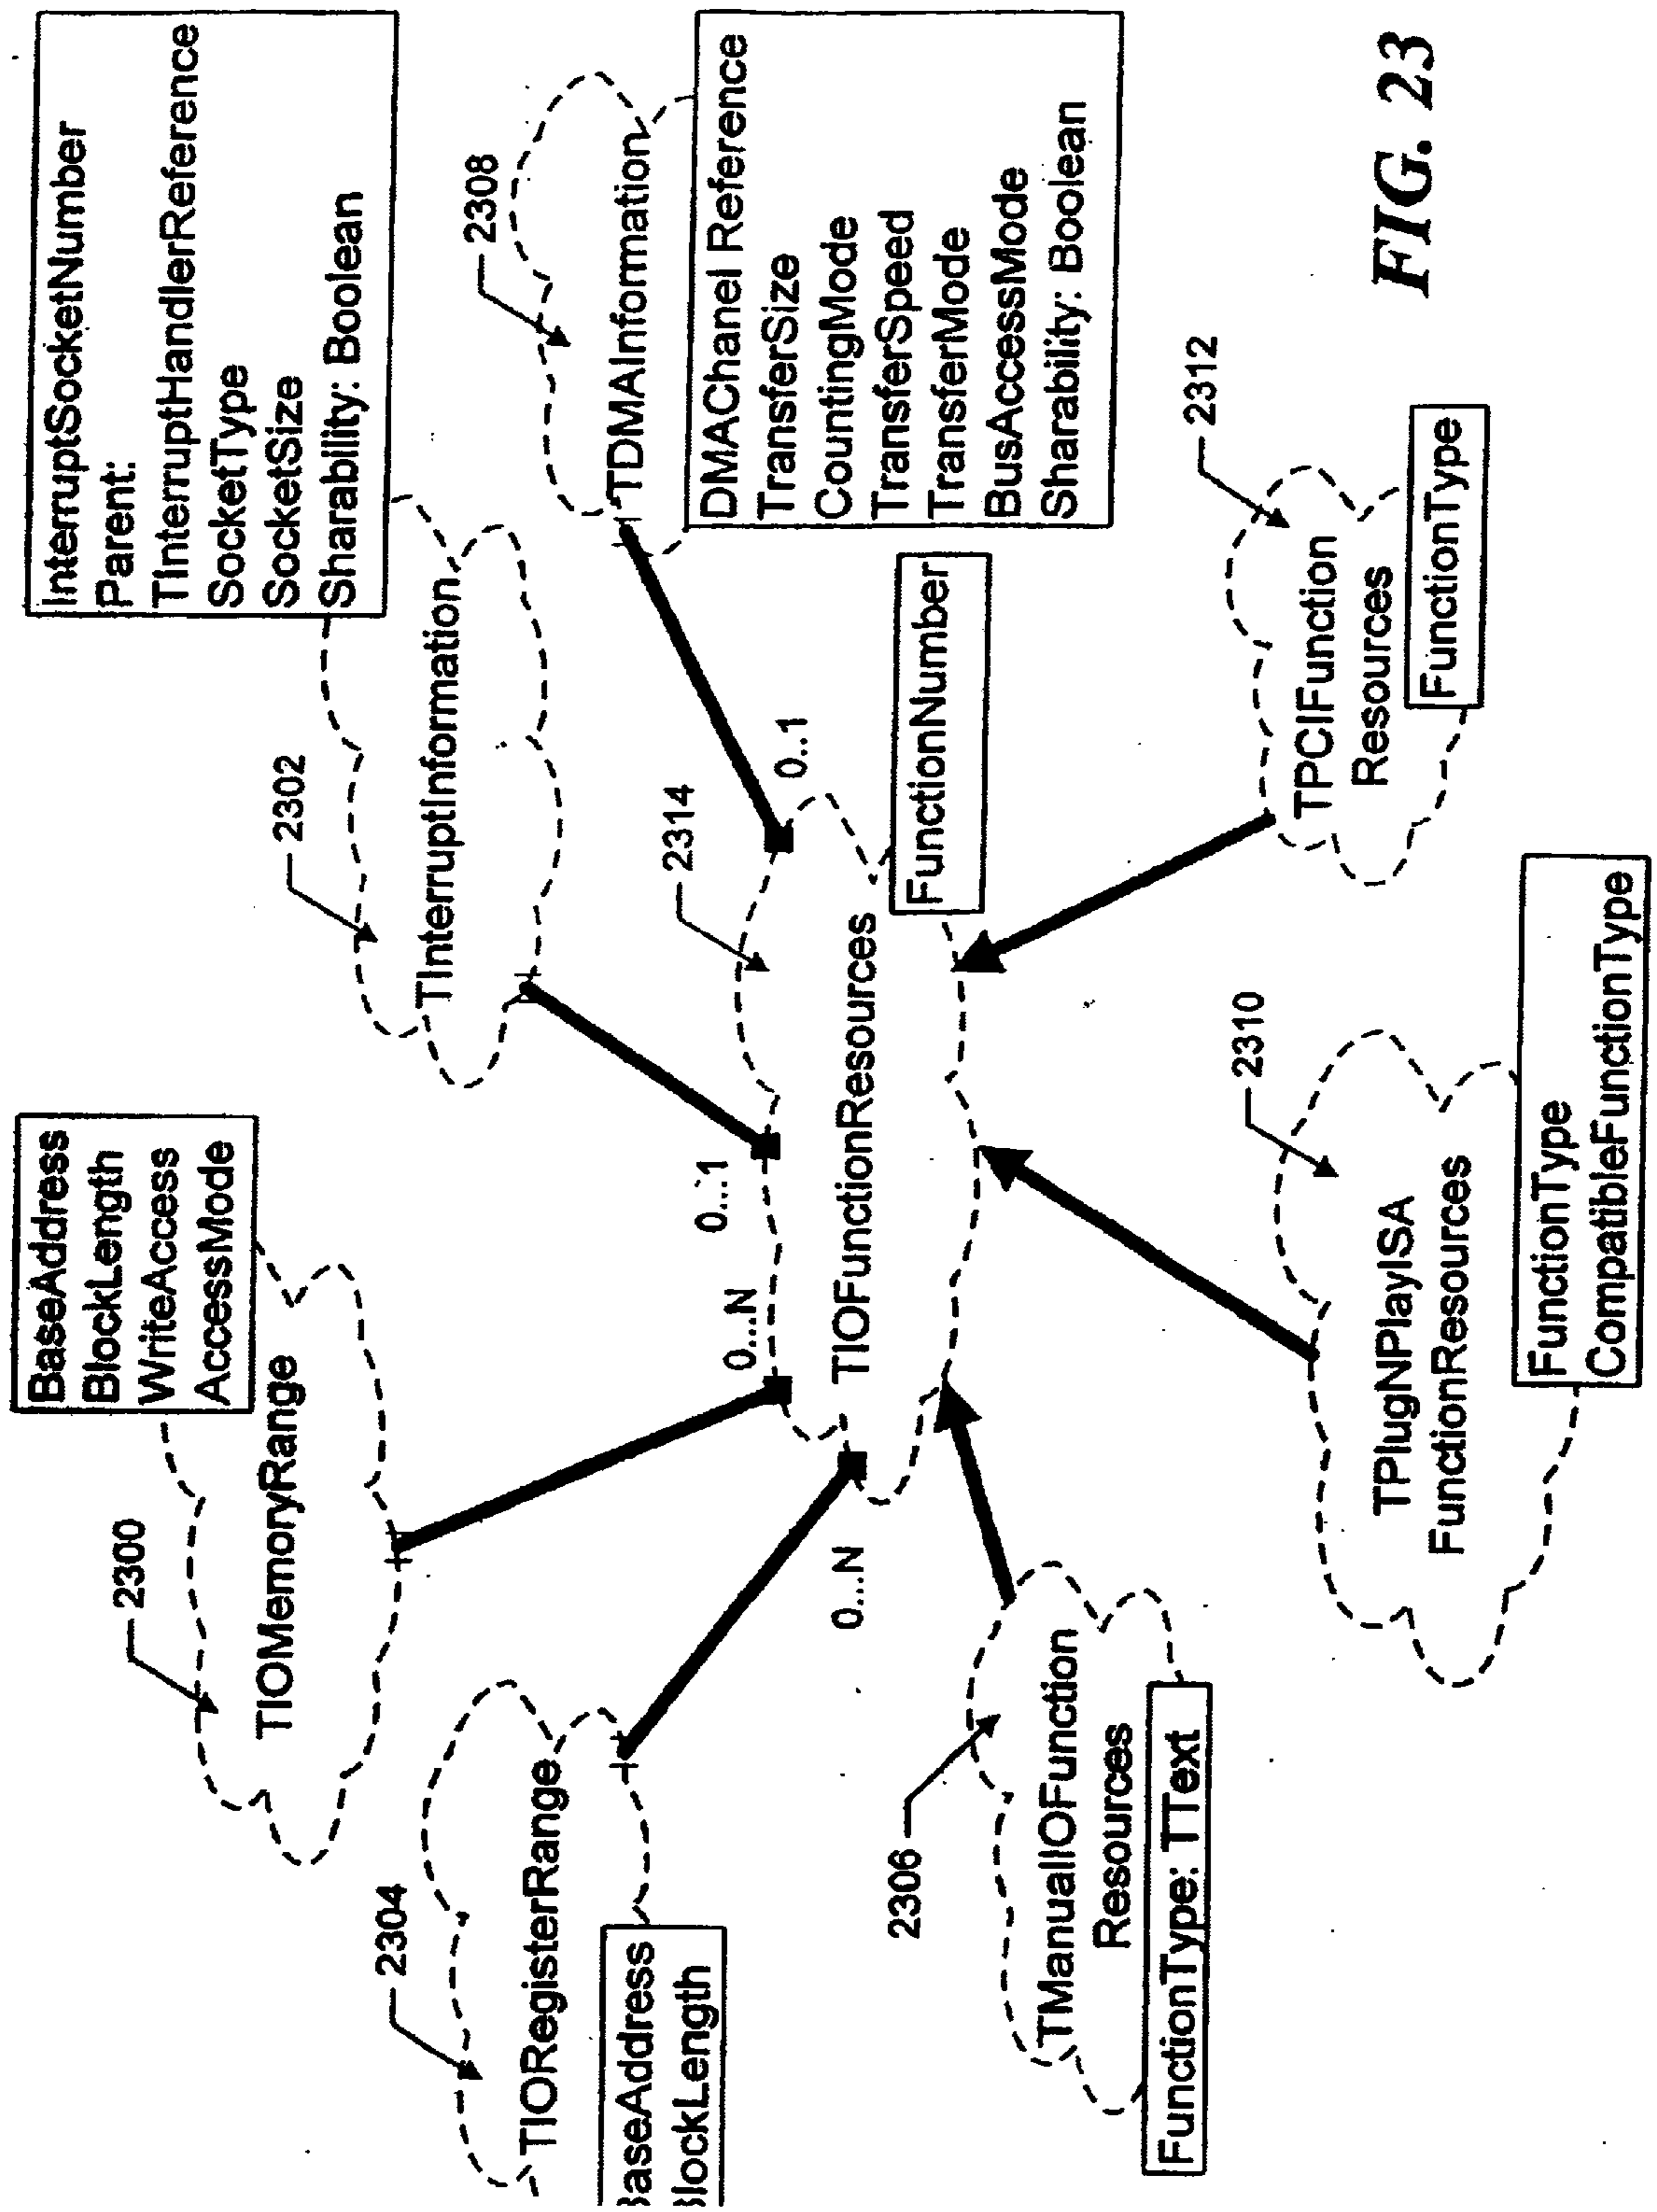 BaseAddress
BlockLength
WriteAccess
AccessMode
2300
TIOMemoryRange
InterruptSocketNumber
Parent:
TInterruptHandlerReference
SocketType
SocketSize
Sharability: Boolean
2302
TInterruptInformation
2304
TIORegisterRange
BaseAddress
BlockLength
2308
TDMAInformation
DMAChanel Reference
TransferSize
CountingMode
TransferSpeed
TransferMode
BusAccessMode
Sharability: Boolean
0...N
0...1
0..1
0...N
2314
TIOFunctionResources
FunctionNumber
2306
TManualIOFunction
Resources
FunctionType: TText
2310
TPlugNPlayISA
FunctionResources
FunctionType
CompatibleFunctionType
2312
TPCIFunction
Resources
FunctionType
FIG. 23